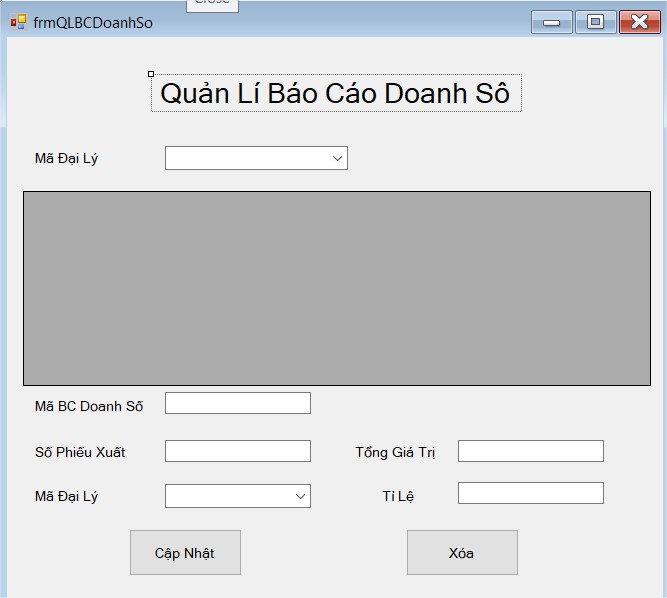 Close
frmQLBCDoanhSo
Quản Lí Báo Cáo Doanh Sô
Mã Đại Lý
Mã BC Doanh Số
Số Phiếu Xuất
Tổng Giá Trị
Mã Đại Lý
Tỉ Lệ
Cập Nhật
Xóa